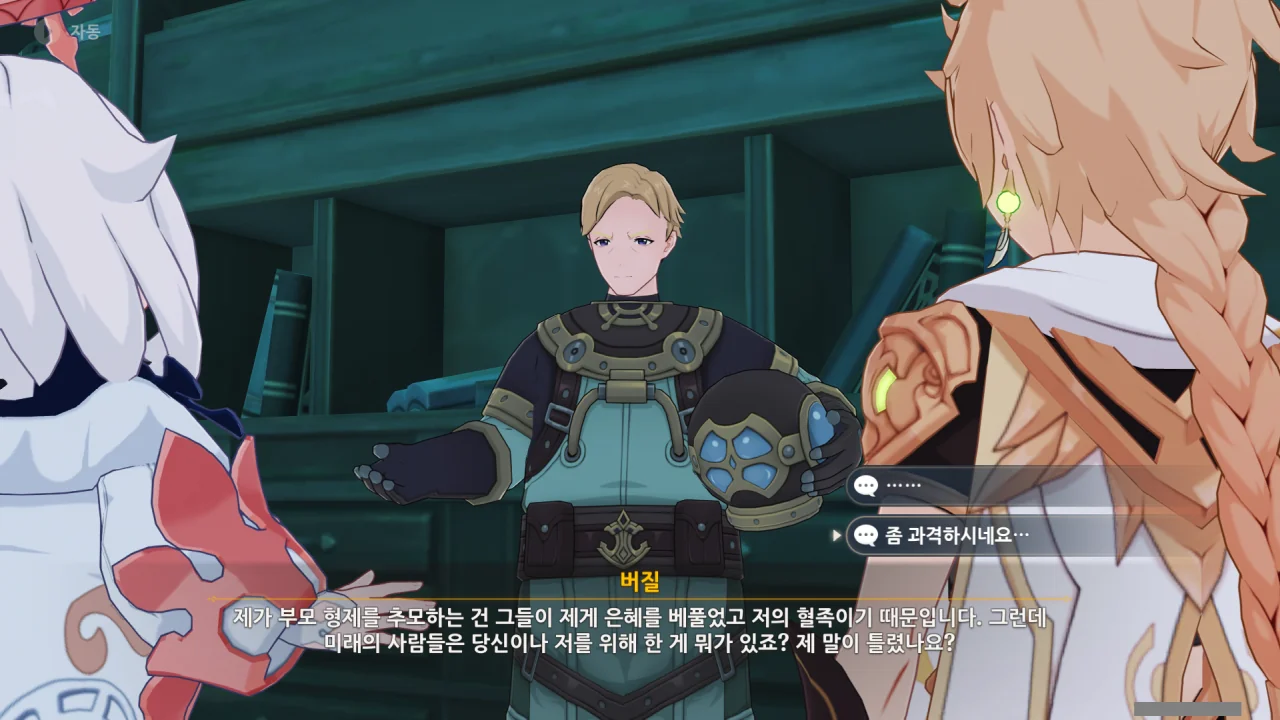 자동
……
좀 과격하시네요…
버질
제가 부모 형제를 추모하는 건 그들이 제게 은혜를 베풀었고 저의 혈족이기 때문입니다. 그런데
미래의 사람들은 당신이나 저를 위해 한 게 뭐가 있죠? 제 말이 틀렸나요?